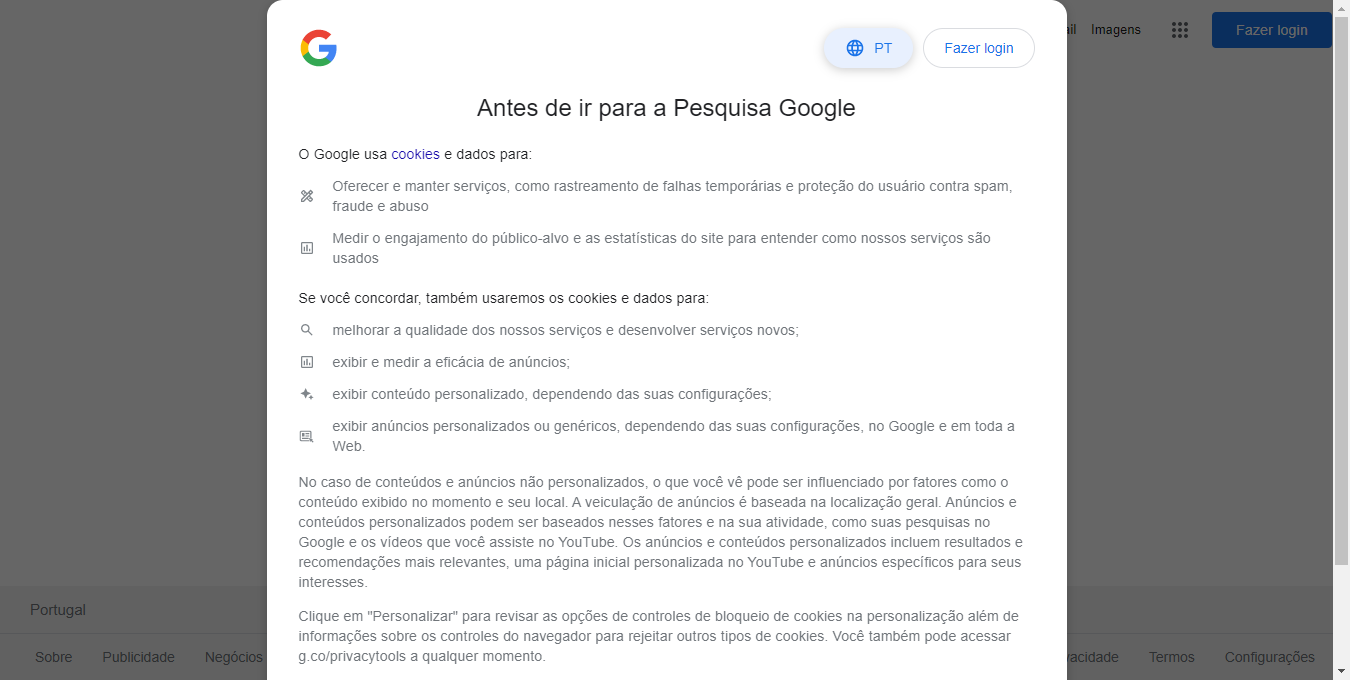 PT
Fazer login
Imagens
Fazer login
Antes de ir para a Pesquisa Google
O Google usa cookies e dados para:
Oferecer e manter serviços, como rastreamento de falhas temporárias e proteção do usuário contra spam,
fraude e abuso
Medir o engajamento do público-alvo e as estatísticas do site para entender como nossos serviços são
usados
Se você concordar, também usaremos os cookies e dados para:
melhorar a qualidade dos nossos serviços e desenvolver serviços novos;
exibir e medir a eficácia de anúncios;
exibir conteúdo personalizado, dependendo das suas configurações;
exibir anúncios personalizados ou genéricos, dependendo das suas configurações, no Google e em toda a
Web.
No caso de conteúdos e anúncios não personalizados, o que você vê pode ser influenciado por fatores como o
conteúdo exibido no momento e seu local. A veiculação de anúncios é baseada na localização geral. Anúncios e
conteúdos personalizados podem ser baseados nesses fatores e na sua atividade, como suas pesquisas no
Google e os vídeos que você assiste no YouTube. Os anúncios e conteúdos personalizados incluem resultados e
recomendações mais relevantes, uma página inicial personalizada no YouTube e anúncios específicos para seus
interesses.
Clique em "Personalizar" para revisar as opções de controles de bloqueio de cookies na personalização além de
informações sobre os controles do navegador para rejeitar outros tipos de cookies. Você também pode acessar
g.co/privacytools a qualquer momento.
Portugal
Sobre
Publicidade
Negócios
Termos
Configurações